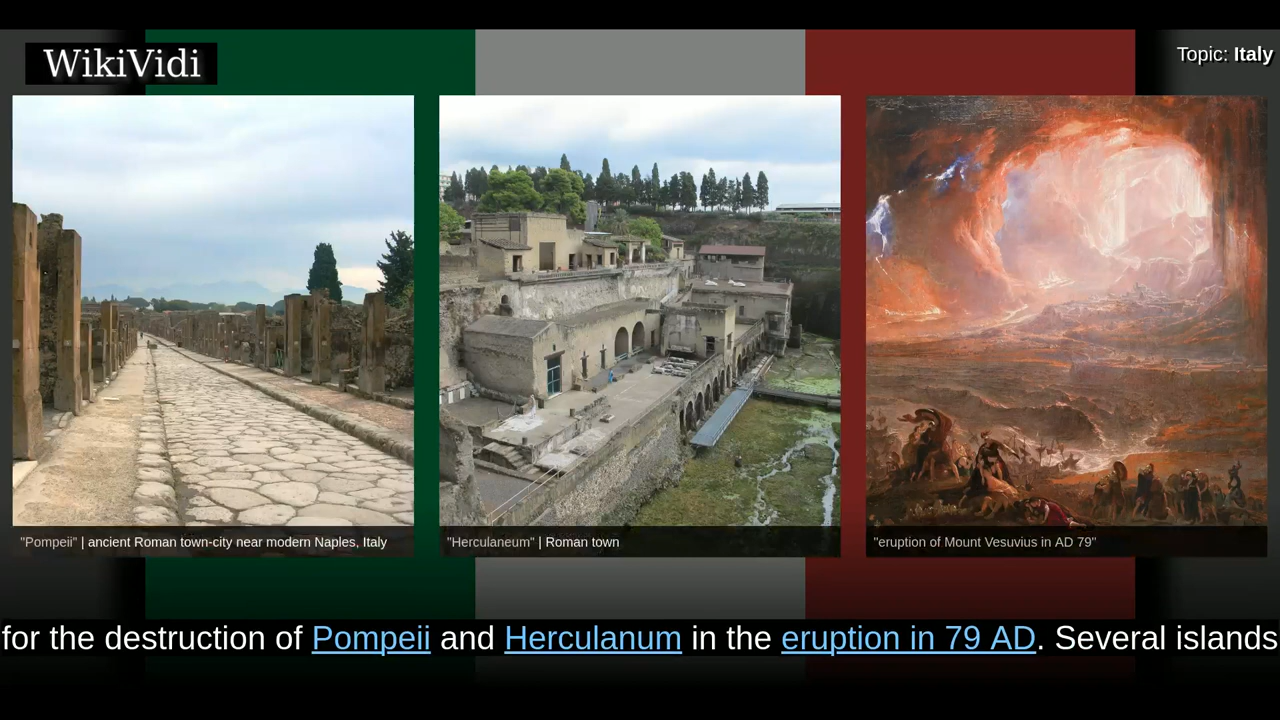 WikiVidi
Topic: Italy
"Pompeii" | ancient Roman town-city near modern Naples, Italy
"Herculaneum" | Roman town
"eruption of Mount Vesuvius in AD 79"
for the destruction of Pompeii and Herculanum in the eruption in 79 AD. Several islands